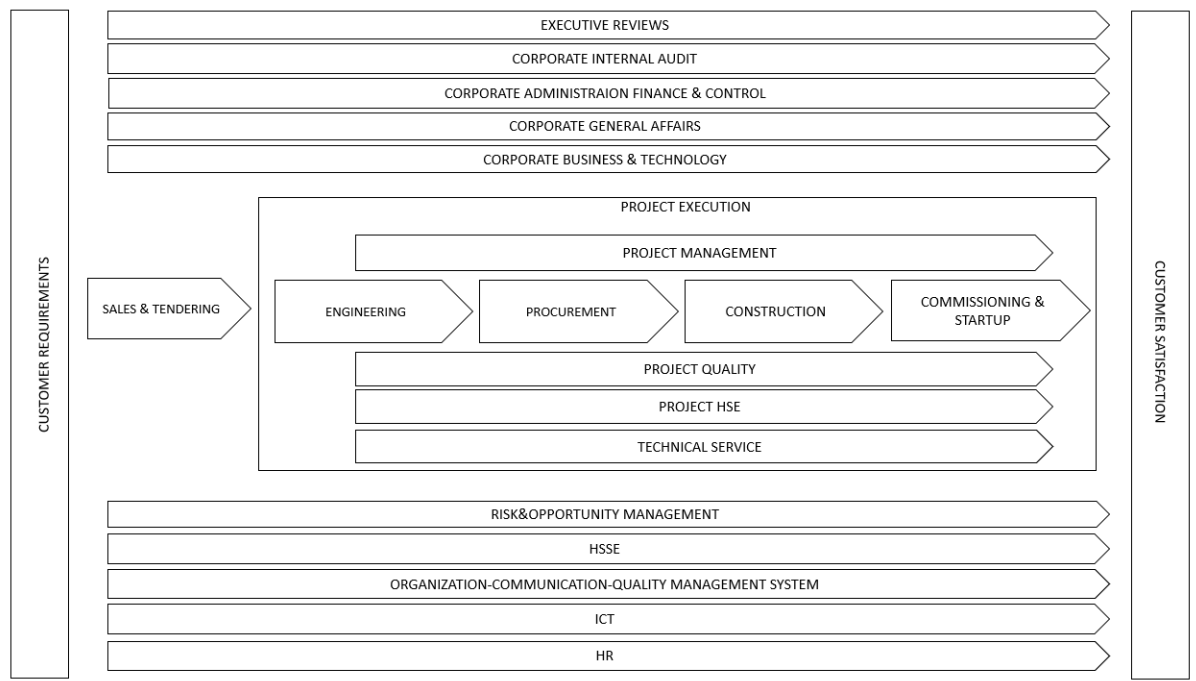 EXECUTIVE REVIEWS
CORPORATE INTERNAL AUDIT
CORPORATE ADMINISTRAION FINANCE & CONTROL
CORPORATE GENERAL AFFAIRS
CORPORATE BUSINESS & TECHNOLOGY
CUSTOMER REQUIREMENTS
SALES & TENDERING
PROJECT EXECUTION
PROJECT MANAGEMENT
ENGINEERING
PROCUREMENT
CONSTRUCTION
COMMISSIONING &
STARTUP
PROJECT QUALITY
PROJECT HSE
TECHNICAL SERVICE
CUSTOMER SATISFACTION
RISK&OPPORTUNITY MANAGEMENT
HSSE
ORGANIZATION-COMMUNICATION-QUALITY MANAGEMENT SYSTEM
ICT
HR